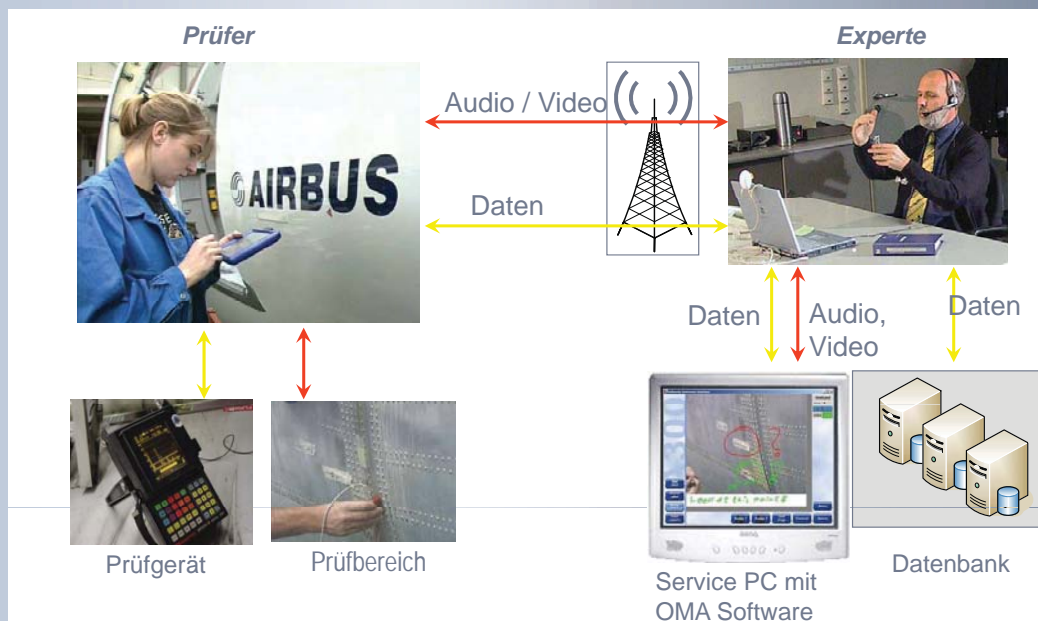 Prüfer
Experte
Audio / Video
AIRBUS
Daten
Daten
Audio,
Video
Daten
Prüfgerät
Prüfbereich
Service PC mit
OMA Software
Datenbank